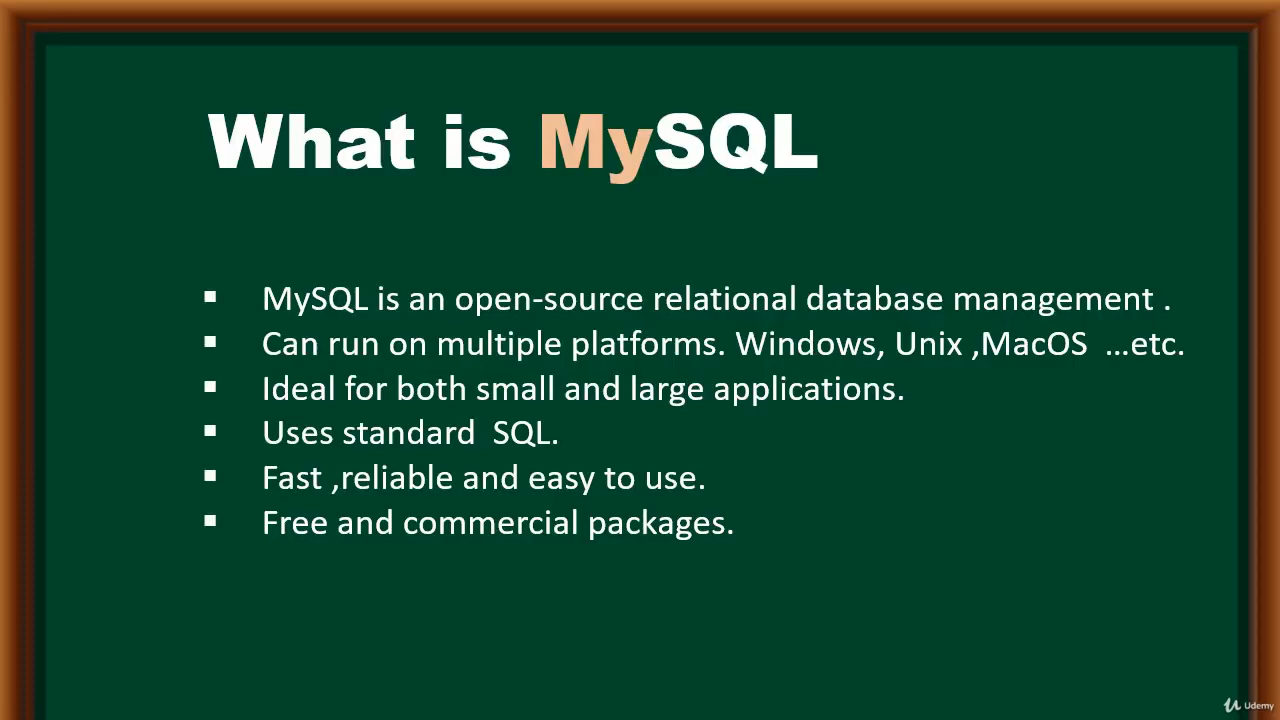 What is MySQL
▪ MySQL is an open-source relational database management .
▪ Can run on multiple platforms. Windows, Unix ,MacOS  ...etc.
▪ Ideal for both small and large applications.
▪ Uses standard  SQL.
▪ Fast ,reliable and easy to use.
▪ Free and commercial packages.
Udemy